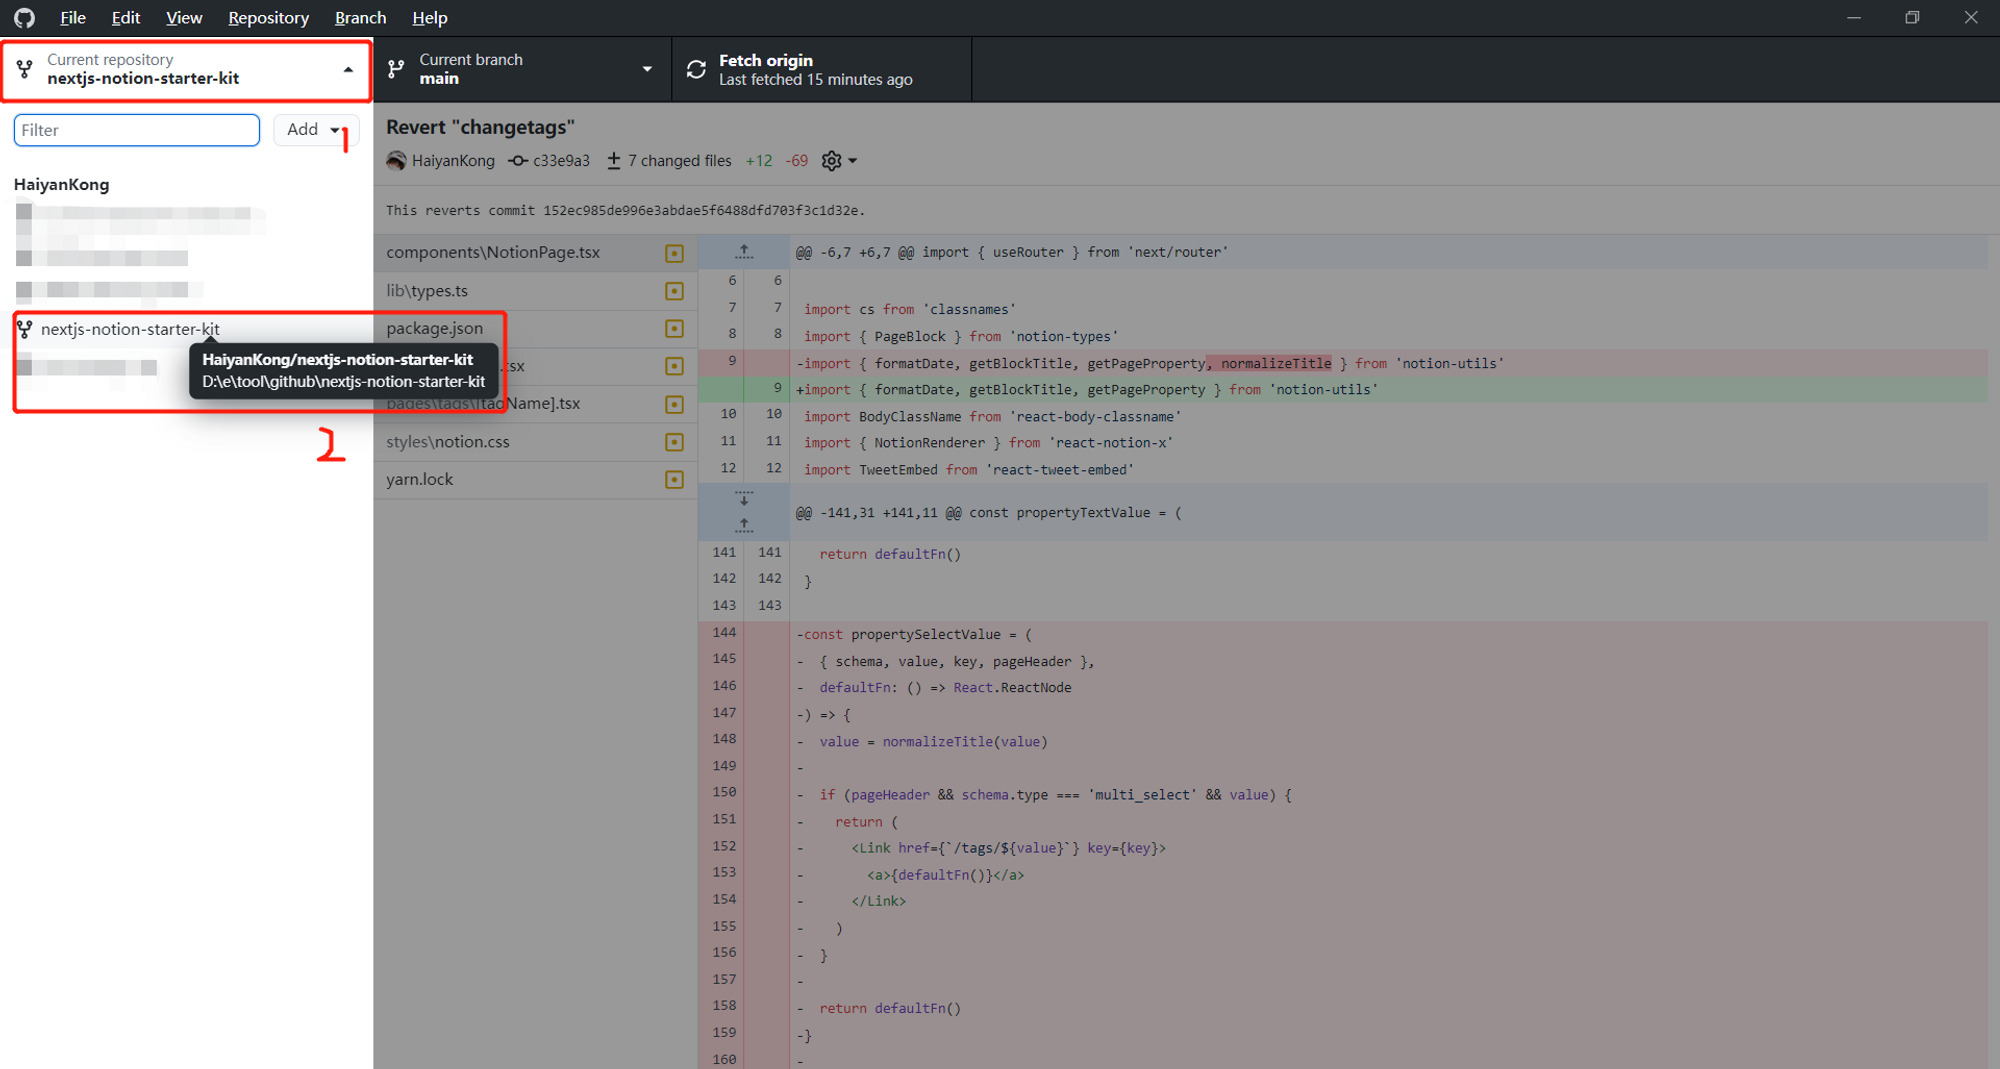 File Edit View Repository Branch Help
Current repository
nextjs-notion-starter-kit
Current branch
main
Fetch origin
Last fetched 15 minutes ago
Filter
Add
1
HaiyanKong
nextjs-notion-starter-kit
HaiyanKong/nextjs-notion-starter-kit
D:\e\tool\github\nextjs-notion-starter-kit
2
Revert "changetags"
HaiyanKong c33e9a3 7 changed files +12 -69
This reverts commit 152ec985de996e3abdae5f6488dfd703f3c1d32e.
components\NotionPage.tsx
lib\types.ts
package.json
.tsx
pages\tags\[tagName].tsx
styles\notion.css
yarn.lock
@@ -6,7 +6,7 @@ import { useRouter } from 'next/router'
6 6
7 7 import cs from 'classnames'
8 8 import { PageBlock } from 'notion-types'
9 -import { formatDate, getBlockTitle, getPageProperty, normalizeTitle } from 'notion-utils'
9 +import { formatDate, getBlockTitle, getPageProperty } from 'notion-utils'
10 10 import BodyClassName from 'react-body-classname'
11 11 import { NotionRenderer } from 'react-notion-x'
12 12 import TweetEmbed from 'react-tweet-embed'
@@ -141,31 +141,11 @@ const propertyTextValue = (
141 141 return defaultFn()
142 142 }
143 143
144 -const propertySelectValue = (
145 - { schema, value, key, pageHeader },
146 - defaultFn: () => React.ReactNode
147 -) => {
148 - value = normalizeTitle(value)
149 -
150 - if (pageHeader && schema.type === 'multi_select' && value) {
151 - return (
152 - <Link href={`/tags/${value}`} key={key}>
153 - <a>{defaultFn()}</a>
154 - </Link>
155 - )
156 - }
157 -
158 - return defaultFn()
159 -}
160 -